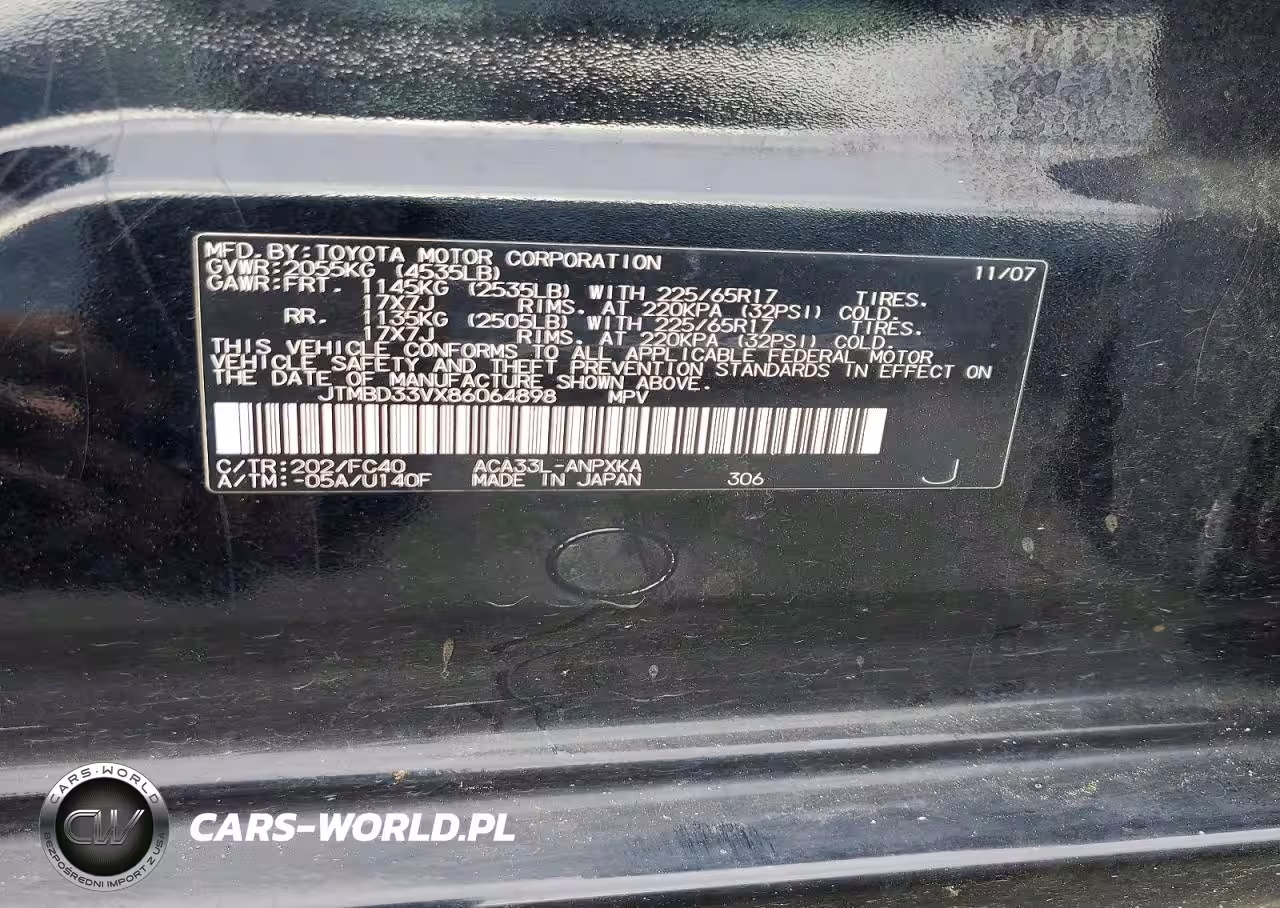 MFD. BY: TOYOTA MOTOR CORPORATION 11/07
GVWR: 2055KG (4535LB)
GAWR: FRT. 1145KG (2535LB) WITH 225/65R17 TIRES.
17X7J RIMS. AT 220KPA (32PSI) COLD.
RR. 1135KG (2505LB) WITH 225/65R17 TIRES.
17X7J RIMS. AT 220KPA (32PSI) COLD.
THIS VEHICLE CONFORMS TO ALL APPLICABLE FEDERAL MOTOR
VEHICLE SAFETY AND THEFT PREVENTION STANDARDS IN EFFECT ON
THE DATE OF MANUFACTURE SHOWN ABOVE.
JTMBD33VX86064898 MPV
C/TR: 202/FC40 ACA33L-ANPXKA
A/TM: -05A/U140F MADE IN JAPAN 306 J
CARS-WORLD
CW
BEZPOŚREDNI IMPORT Z USA
CARS-WORLD.PL